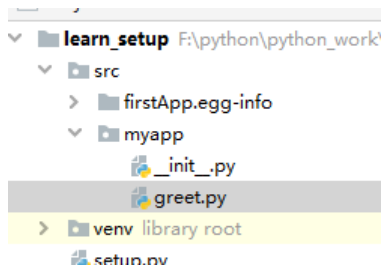 learn_setup F:\python\python_work\
src
firstApp.egg-info
myapp
__init__.py
greet.py
venv library root
setup.py